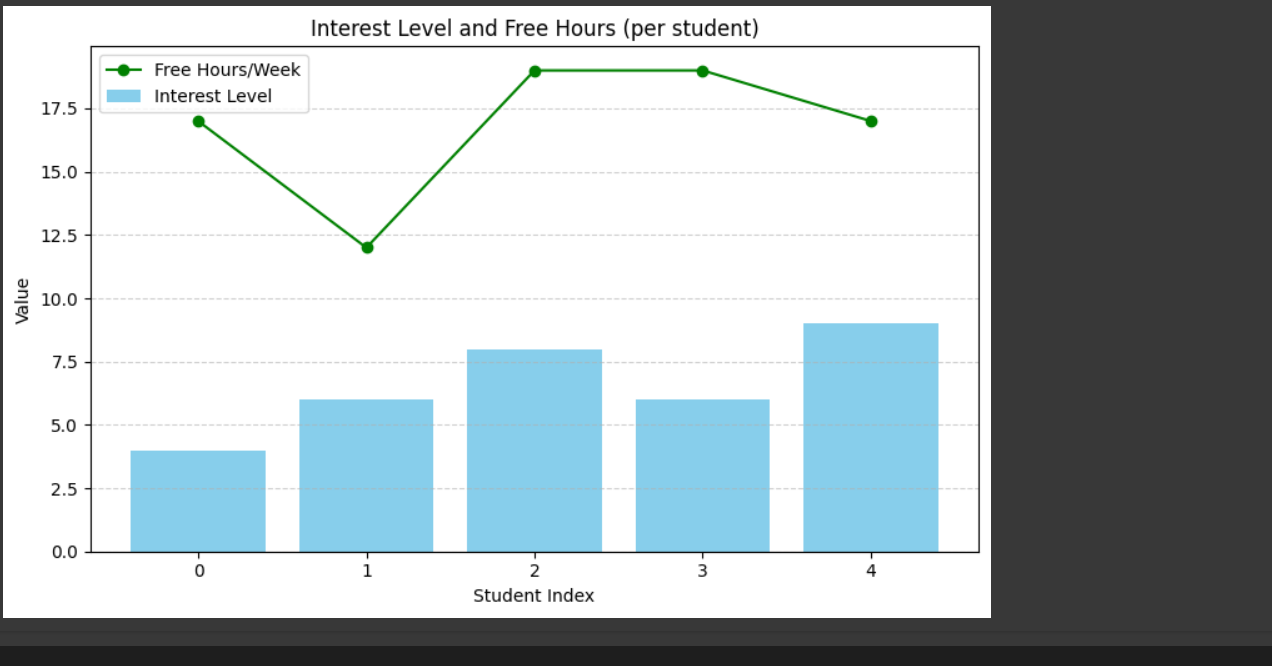 Interest Level and Free Hours (per student)
Free Hours/Week
Interest Level
17.5
15.0
12.5
10.0
7.5
5.0
2.5
0.0
Value
0 1 2 3 4
Student Index